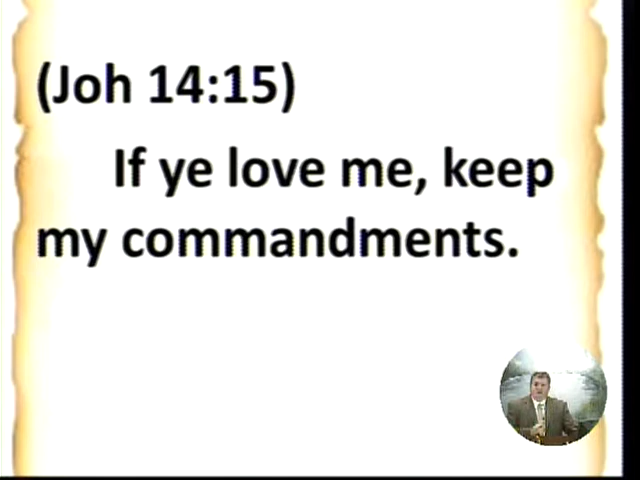 (Joh 14:15)
If ye love me, keep
my commandments.